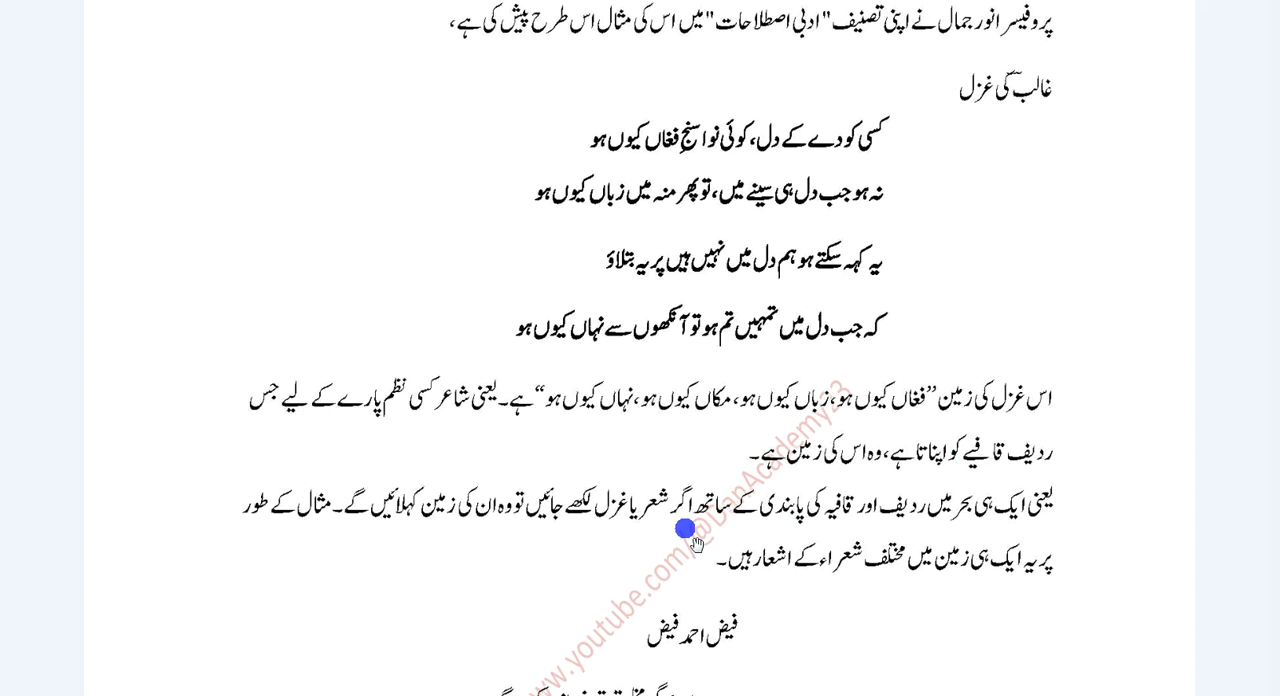 پروفیسر انور جمال نے اپنی تصنیف "ادبی اصطلاحات" میں اس کی مثال اس طرح پیش کی ہے،
غالبؔ کی غزل
کسی کو دے کے دل، کوئی نوا سنجِ فغاں کیوں ہو
نہ ہو جب دل ہی سینے میں، تو پھر منہ میں زباں کیوں ہو
یہ کہہ سکتے ہو ہم دل میں نہیں ہیں پر یہ بتلاؤ
کہ جب دل میں تمہیں تم ہو تو آنکھوں سے نہاں کیوں ہو
اس غزل کی زمین ”فغاں کیوں ہو، زباں کیوں ہو، مکاں کیوں ہو، نہاں کیوں ہو“ ہے۔ یعنی شاعر کسی نظم پارے کے لیے جس
ردیف قافیے کو اپناتا ہے، وہ اس کی زمین ہے۔
یعنی ایک ہی بحر میں ردیف اور قافیہ کی پابندی کے ساتھ اگر شعر یا غزل لکھے جائیں تو وہ ان کی زمین کہلائیں گے۔ مثال کے طور
پر یہ ایک ہی زمین میں مختلف شعراء کے اشعار ہیں۔
فیض احمد فیض
www.youtube.com/@DanAcademy23